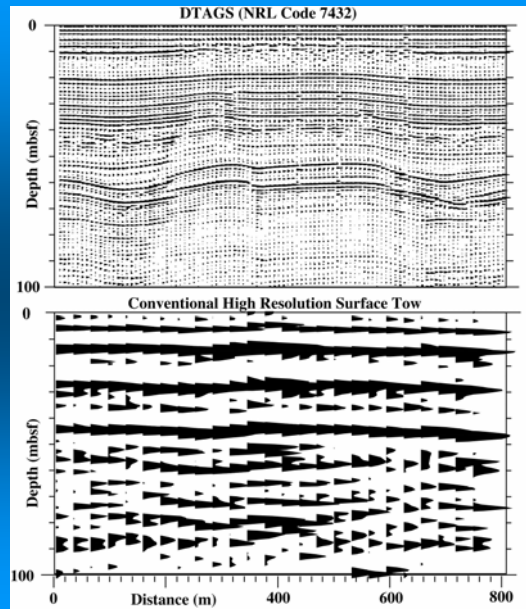 DTAGS (NRL Code 7432)
0
Depth (mbsf)
100
Conventional High Resolution Surface Tow
0
Depth (mbsf)
100
0 200 400 600 800
Distance (m)